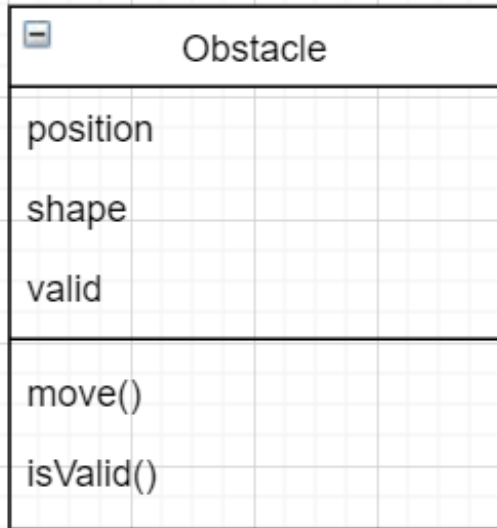 Obstacle
position
shape
valid
move()
isValid()